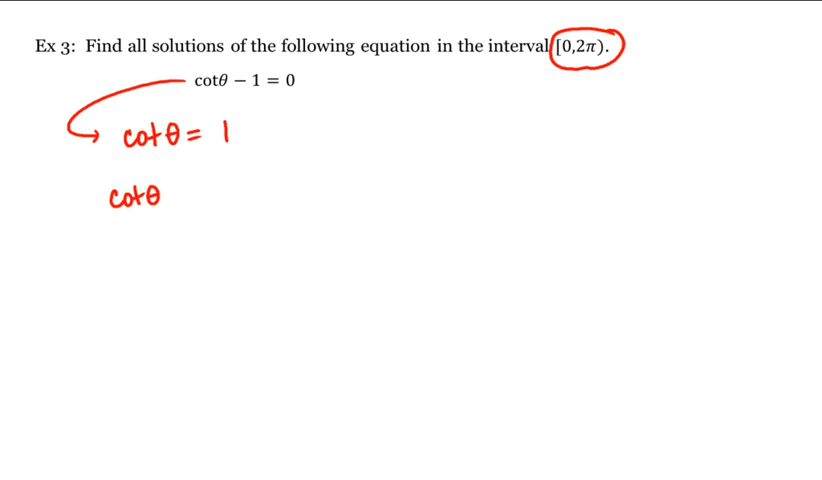 Ex 3: Find all solutions of the following equation in the interval [0,2π).
cotθ − 1 = 0
cotθ = 1
cotθ